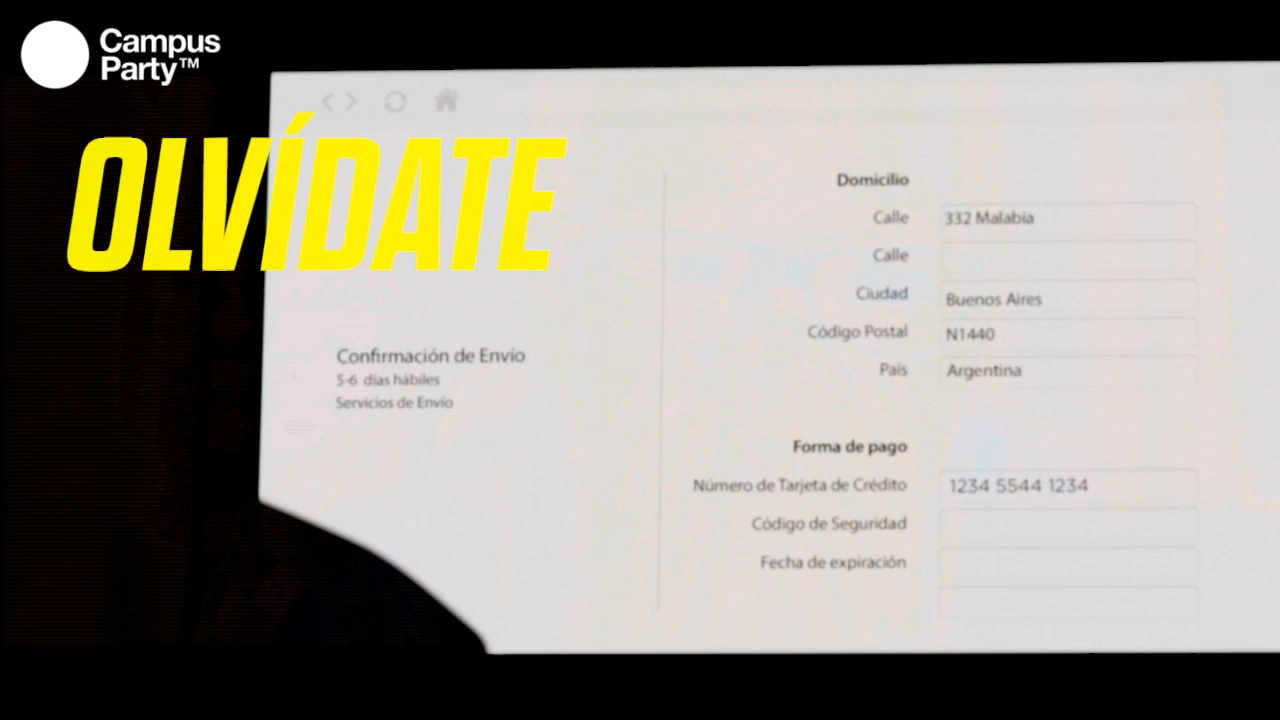 Campus
Party™
OLVÍDATE
Domicilio
Calle 332 Malabia
Calle
Ciudad Buenos Aires
Código Postal N1440
País Argentina
Confirmación de Envío
5-6 días hábiles
Servicios de Envío
Forma de pago
Número de Tarjeta de Crédito 1234 5544 1234
Código de Seguridad
Fecha de expiración